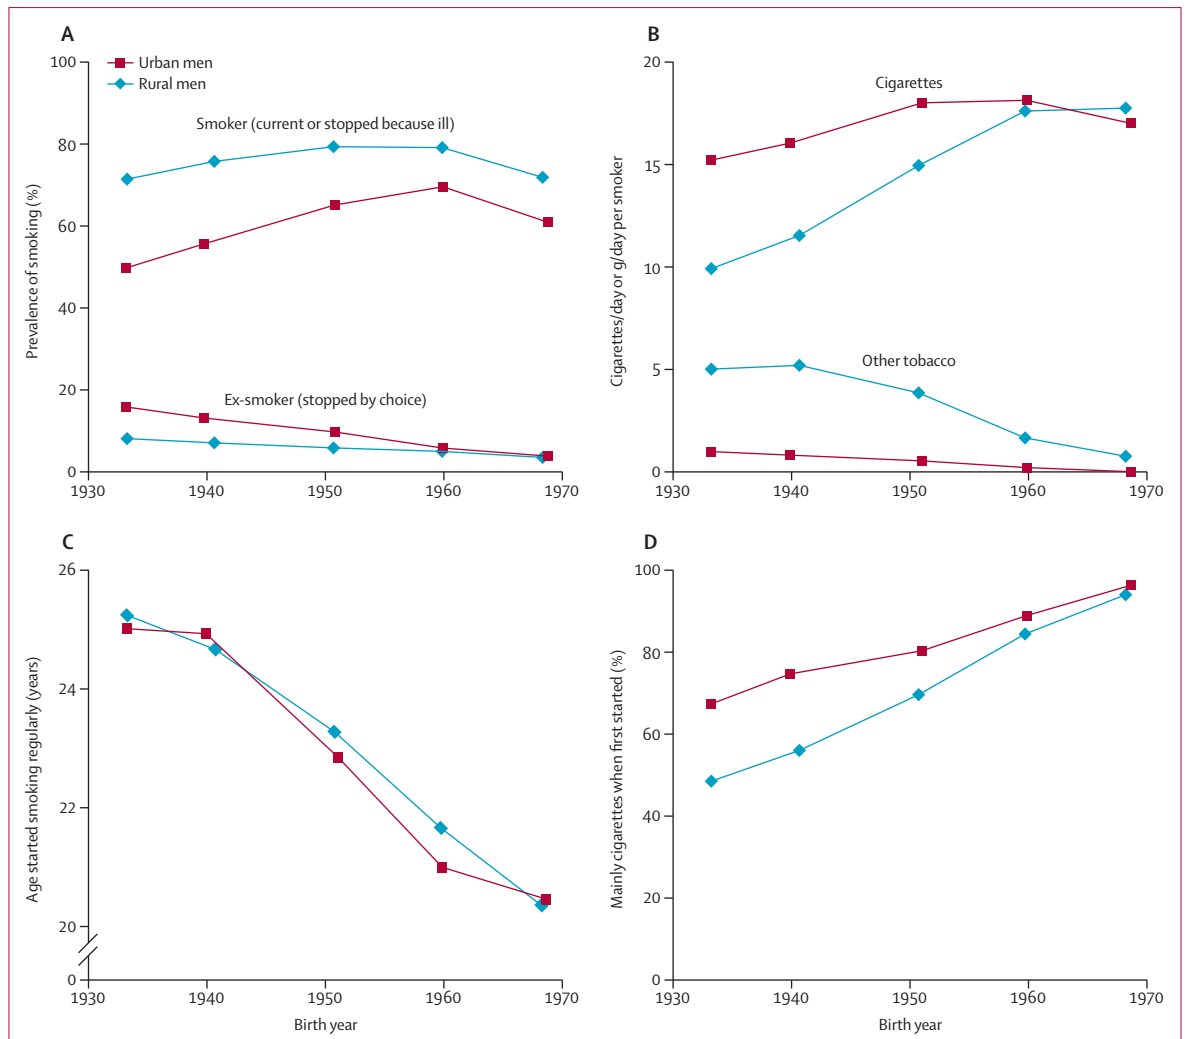 A
Urban men
Rural men
Smoker (current or stopped because ill)
Ex-smoker (stopped by choice)
Prevalence of smoking (%)
100
80
60
40
20
0
1930 1940 1950 1960 1970
B
Cigarettes
Other tobacco
Cigarettes/day or g/day per smoker
20
15
10
5
0
1930 1940 1950 1960 1970
C
Age started smoking regularly (years)
26
24
22
20
0
1930 1940 1950 1960 1970
Birth year
D
Mainly cigarettes when first started (%)
100
80
60
40
20
0
1930 1940 1950 1960 1970
Birth year